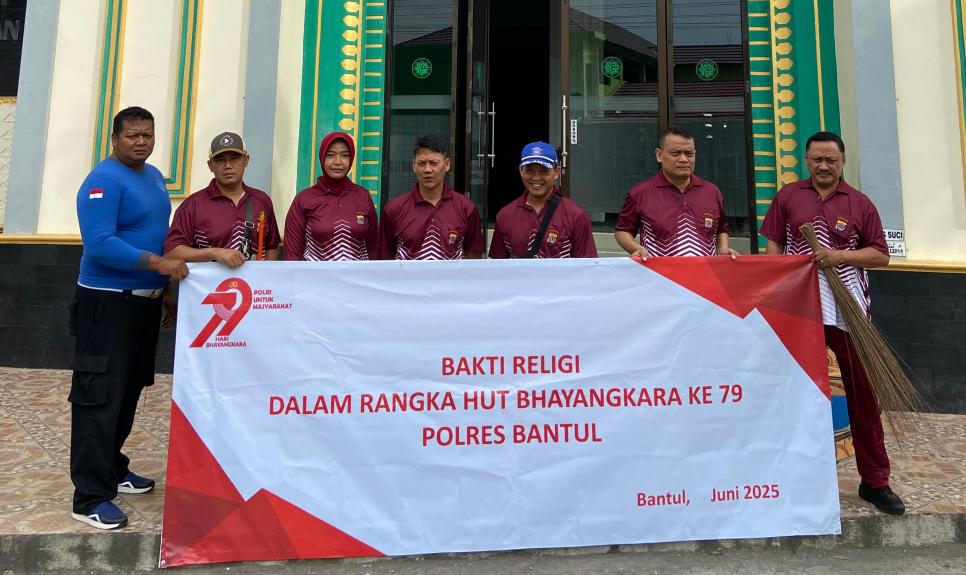 AN
S SUCI
79
POLRI
UNTUK
MASYARAKAT
HARI
BHAYANGKARA
BAKTI RELIGI
DALAM RANGKA HUT BHAYANGKARA KE 79
POLRES BANTUL
Bantul, Juni 2025